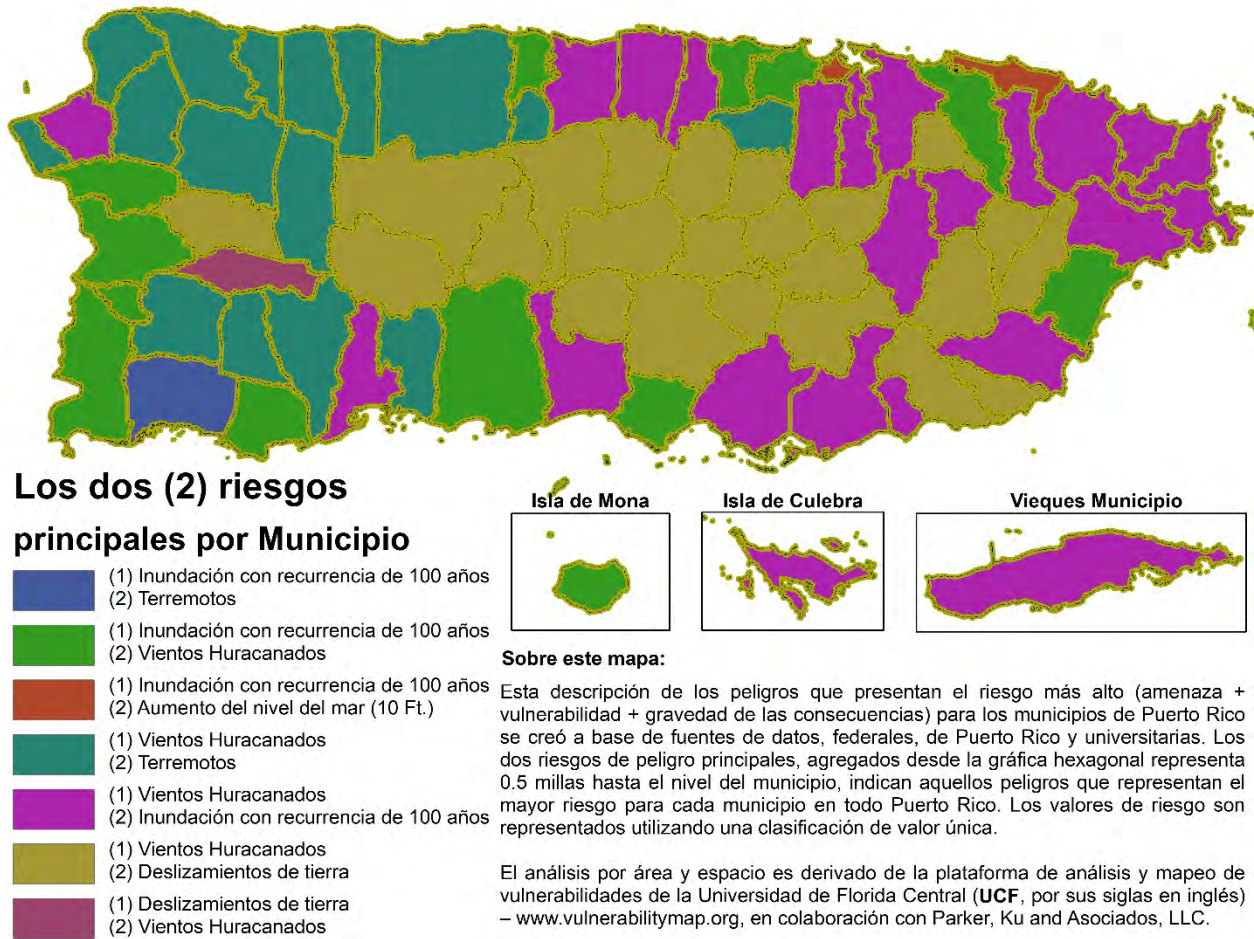 Los dos (2) riesgos
principales por Municipio
(1) Inundación con recurrencia de 100 años
(2) Terremotos
(1) Inundación con recurrencia de 100 años
(2) Vientos Huracanados
(1) Inundación con recurrencia de 100 años
(2) Aumento del nivel del mar (10 Ft.)
(1) Vientos Huracanados
(2) Terremotos
(1) Vientos Huracanados
(2) Inundación con recurrencia de 100 años
(1) Vientos Huracanados
(2) Deslizamientos de tierra
(1) Deslizamientos de tierra
(2) Vientos Huracanados
Isla de Mona
Isla de Culebra
Vieques Municipio
Sobre este mapa:
Esta descripción de los peligros que presentan el riesgo más alto (amenaza +
vulnerabilidad + gravedad de las consecuencias) para los municipios de Puerto Rico
se creó a base de fuentes de datos, federales, de Puerto Rico y universitarias. Los
dos riesgos de peligro principales, agregados desde la gráfica hexagonal representa
0.5 millas hasta el nivel del municipio, indican aquellos peligros que representan el
mayor riesgo para cada municipio en todo Puerto Rico. Los valores de riesgo son
representados utilizando una clasificación de valor única.
El análisis por área y espacio es derivado de la plataforma de análisis y mapeo de
vulnerabilidades de la Universidad de Florida Central (UCF, por sus siglas en inglés)
– www.vulnerabilitymap.org, en colaboración con Parker, Ku and Asociados, LLC.